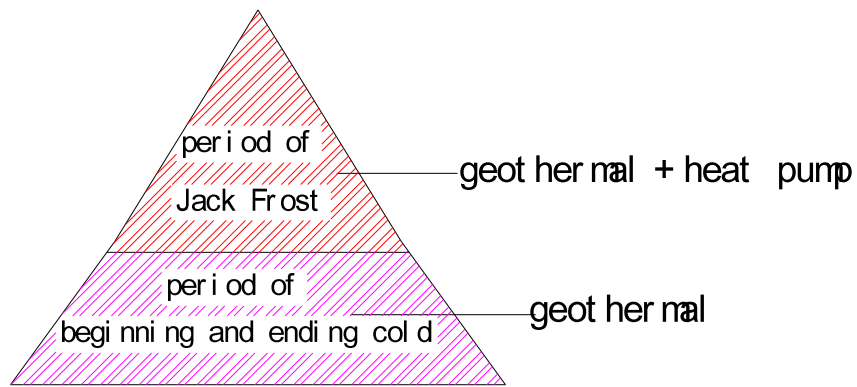 period of
Jack Frost
geothermal + heat pump
period of
beginning and ending cold
geothermal